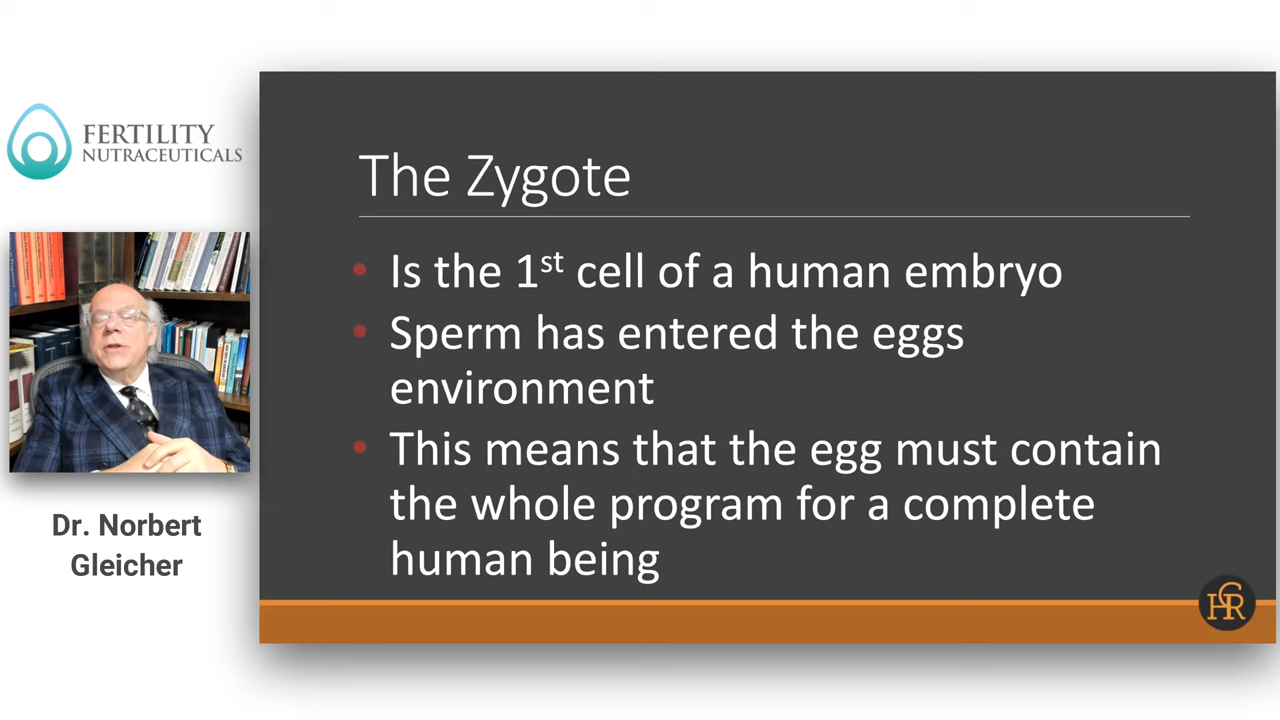 FERTILITY
NUTRACEUTICALS
Dr. Norbert
Gleicher
The Zygote
• Is the 1st cell of a human embryo
• Sperm has entered the eggs
environment
• This means that the egg must contain
the whole program for a complete
human being
CHR